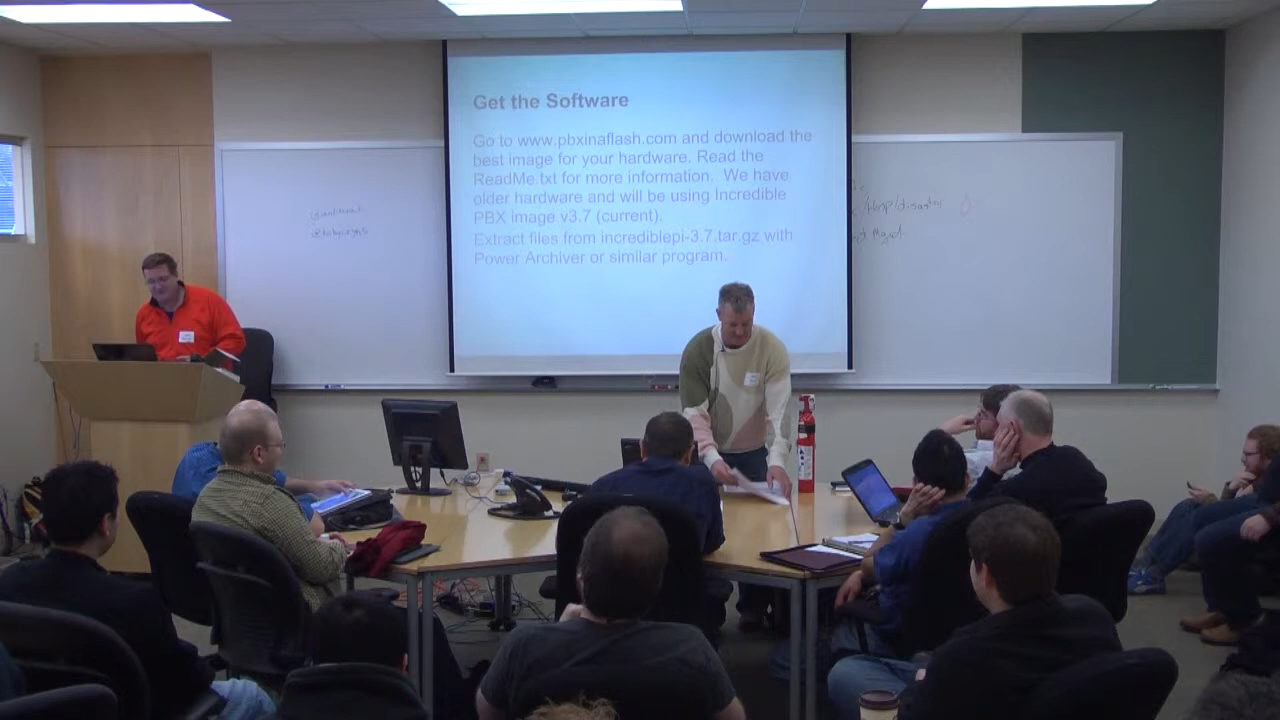 Get the Software
Go to www.pbxinaflash.com and download the
best image for your hardware. Read the
ReadMe.txt for more information. We have
older hardware and will be using Incredible
PBX image v3.7 (current).
Extract files from incrediblepi-3.7.tar.gz with
Power Archiver or similar program.